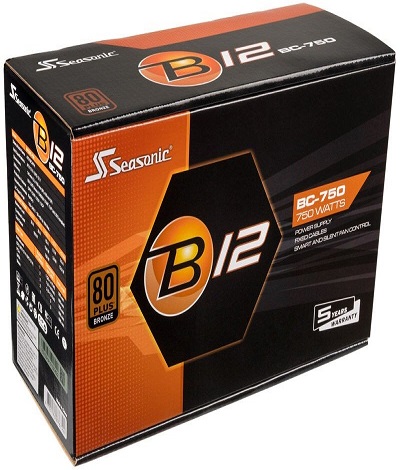 Seasonic
B12
BC-750
80
PLUS
BRONZE
B12
Seasonic®
BC-750
750 WATTS
POWER SUPPLY
FIXED CABLES
SMART AND SILENT FAN CONTROL
B12
80
PLUS
BRONZE
5 YEARS
WARRANTY